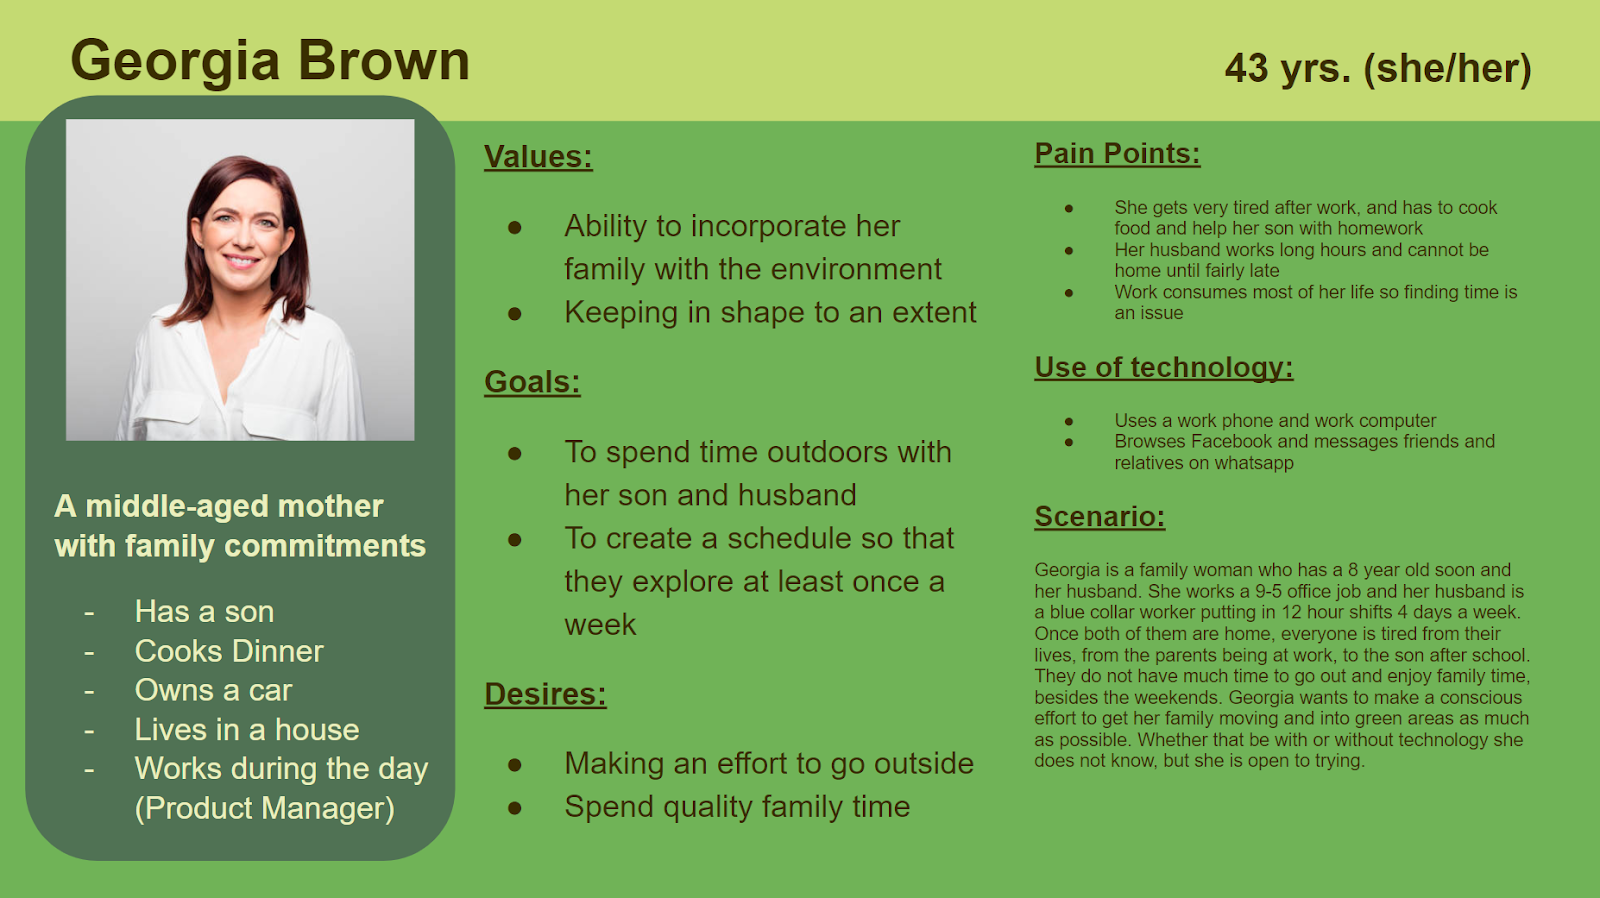 Georgia Brown
43 yrs. (she/her)
A middle-aged mother
with family commitments
- Has a son
- Cooks Dinner
- Owns a car
- Lives in a house
- Works during the day
(Product Manager)
Values:
● Ability to incorporate her
family with the environment
● Keeping in shape to an extent
Goals:
● To spend time outdoors with
her son and husband
● To create a schedule so that
they explore at least once a
week
Desires:
● Making an effort to go outside
● Spend quality family time
Pain Points:
● She gets very tired after work, and has to cook
food and help her son with homework
● Her husband works long hours and cannot be
home until fairly late
● Work consumes most of her life so finding time is
an issue
Use of technology:
● Uses a work phone and work computer
● Browses Facebook and messages friends and
relatives on whatsapp
Scenario:
Georgia is a family woman who has a 8 year old soon and
her husband. She works a 9-5 office job and her husband is
a blue collar worker putting in 12 hour shifts 4 days a week.
Once both of them are home, everyone is tired from their
lives, from the parents being at work, to the son after school.
They do not have much time to go out and enjoy family time,
besides the weekends. Georgia wants to make a conscious
effort to get her family moving and into green areas as much
as possible. Whether that be with or without technology she
does not know, but she is open to trying.